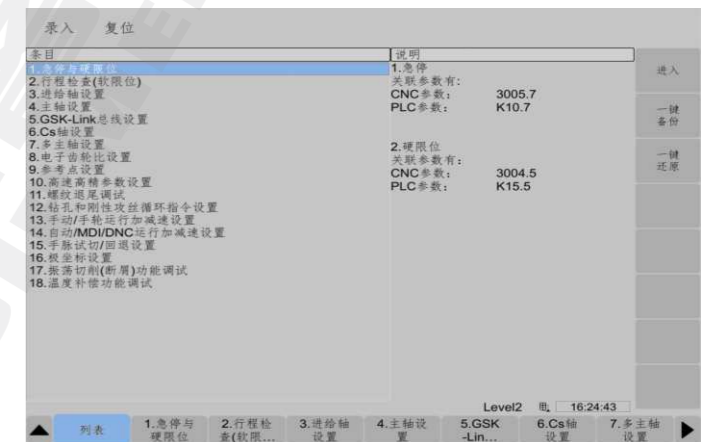 录入 复位
条目
1.急停与硬限位
2.行程检查(软限位)
3.进给轴设置
4.主轴设置
5.GSK-Link总线设置
6.Cs轴设置
7.多主轴设置
8.电子齿轮比设置
9.参考点设置
10.高速高精参数设置
11.螺纹退尾调试
12.钻孔和刚性攻丝循环指令设置
13.手动/手轮运行加减速设置
14.自动/MDI/DNC运行加减速设置
15.手脉试切/回退设置
16.极坐标设置
17.振荡切削(断屑)功能调试
18.温度补偿功能调试
说明
1.急停
关联参数有:
CNC参数: 3005.7
PLC参数: K10.7
2.硬限位
关联参数有:
CNC参数: 3004.5
PLC参数: K15.5
进入
一键
备份
一键
还原
Level2 16:24:43
列表
1.急停与
硬限位
2.行程检
查(软限...
3.进给轴
设置
4.主轴设
置
5.GSK
-Lin...
6.Cs轴
设置
7.多主轴
设置